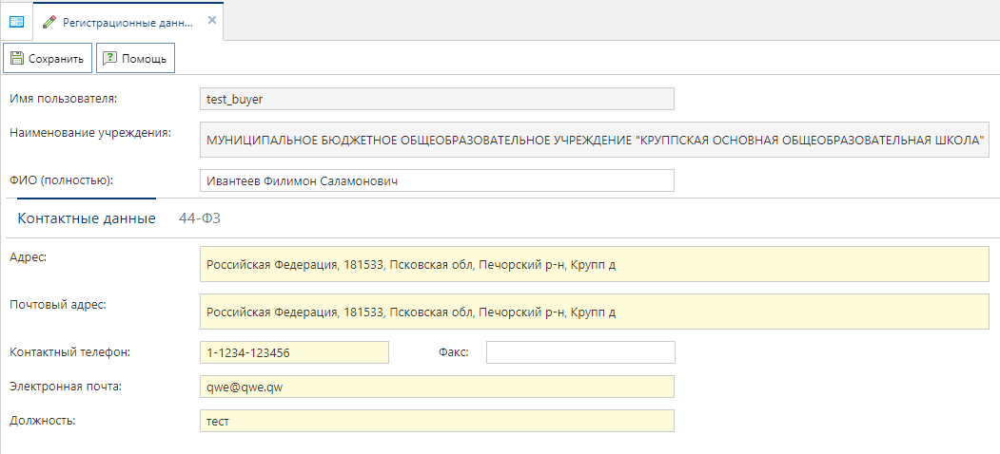 Регистрационные данн...
Сохранить Помощь
Имя пользователя: test_buyer
Наименование учреждения: МУНИЦИПАЛЬНОЕ БЮДЖЕТНОЕ ОБЩЕОБРАЗОВАТЕЛЬНОЕ УЧРЕЖДЕНИЕ "КРУППСКАЯ ОСНОВНАЯ ОБЩЕОБРАЗОВАТЕЛЬНАЯ ШКОЛА"
ФИО (полностью): Ивантеев Филимон Саламонович
Контактные данные 44-ФЗ
Адрес: Российская Федерация, 181533, Псковская обл, Печорский р-н, Крупп д
Почтовый адрес: Российская Федерация, 181533, Псковская обл, Печорский р-н, Крупп д
Контактный телефон: 1-1234-123456 Факс:
Электронная почта: qwe@qwe.qw
Должность: тест